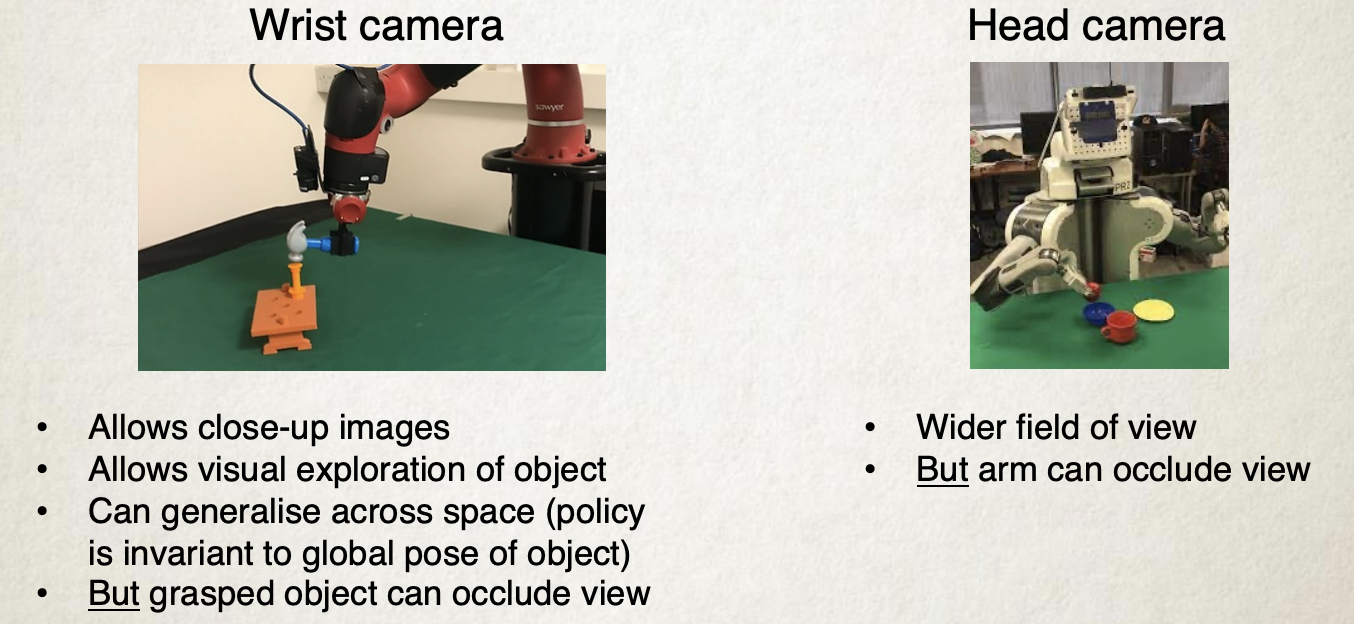 Wrist camera
sawyer
• Allows close-up images
• Allows visual exploration of object
• Can generalise across space (policy
is invariant to global pose of object)
• But grasped object can occlude view
Head camera
PR2
• Wider field of view
• But arm can occlude view